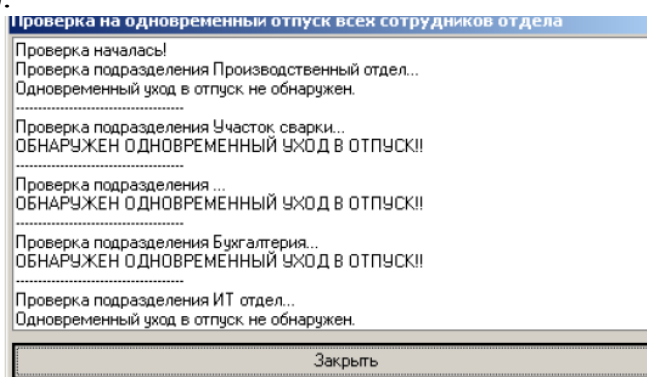 Проверка на одновременный отпуск всех сотрудников отдела
Проверка началась!
Проверка подразделения Производственный отдел...
Одновременный уход в отпуск не обнаружен.
----------------------------------------
Проверка подразделения Участок сварки...
ОБНАРУЖЕН ОДНОВРЕМЕННЫЙ УХОД В ОТПУСК!!
----------------------------------------
Проверка подразделения ...
ОБНАРУЖЕН ОДНОВРЕМЕННЫЙ УХОД В ОТПУСК!!
----------------------------------------
Проверка подразделения Бухгалтерия...
ОБНАРУЖЕН ОДНОВРЕМЕННЫЙ УХОД В ОТПУСК!!
----------------------------------------
Проверка подразделения ИТ отдел...
Одновременный уход в отпуск не обнаружен.
Закрыть